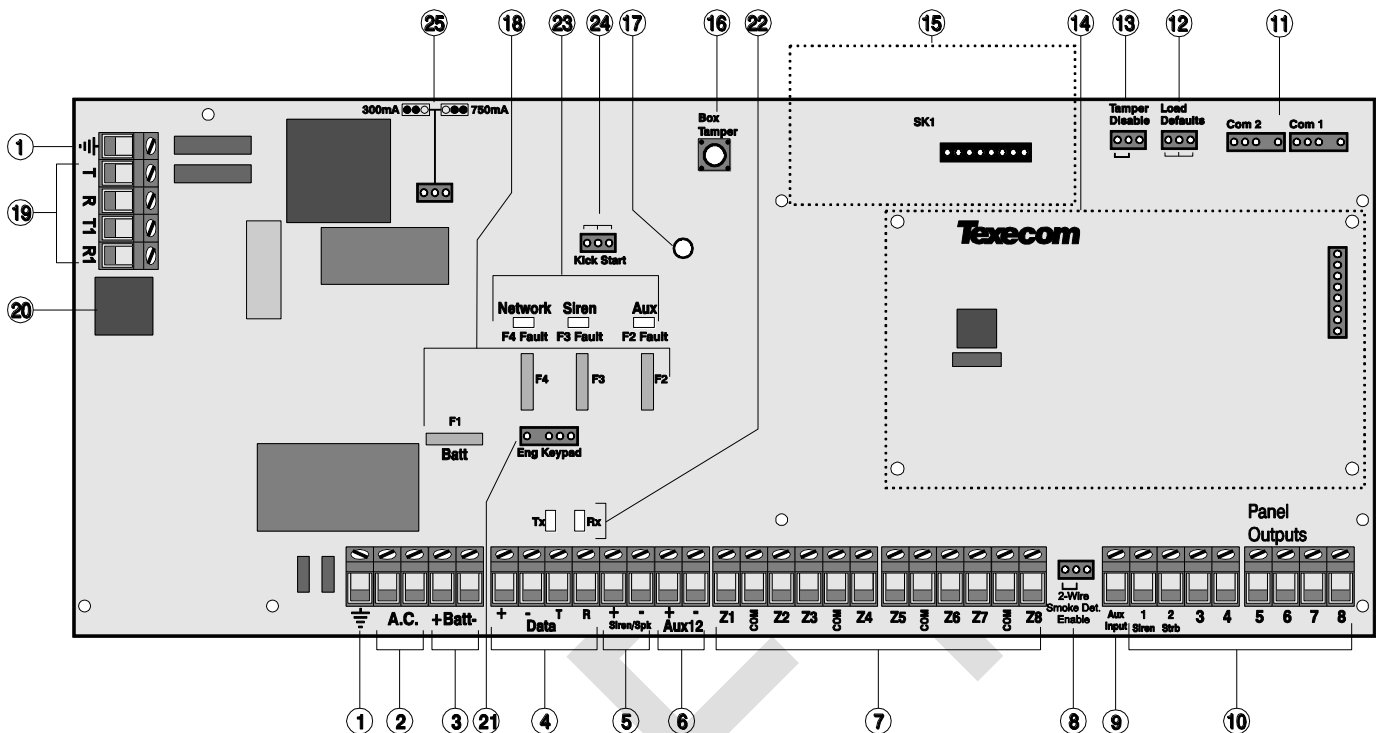 25 18 23 24 17 16 22 15 14 13 12 11
300mA 750mA
Box
Tamper
SK1
Tamper
Disable
Load
Defaults
Com 2 Com 1
1
T
R
T1
R1
19
20
Texecom
Kick Start
Network Siren Aux
F4 Fault F3 Fault F2 Fault
F4 F3 F2
F1
Batt
Eng Keypad
Tx Rx
Panel
Outputs
A.C. +Batt-
+ - T R
Data
+ -
Siren/Spk
+ -
Aux12
Z1 COM Z2 Z3 COM Z4 Z5 COM Z6 Z7 COM Z8
2-Wire
Smoke Det.
Enable
Aux
Input
1
Siren
2
Strb
3 4 5 6 7 8
1 2 3 21 4 5 6 7 8 9 10